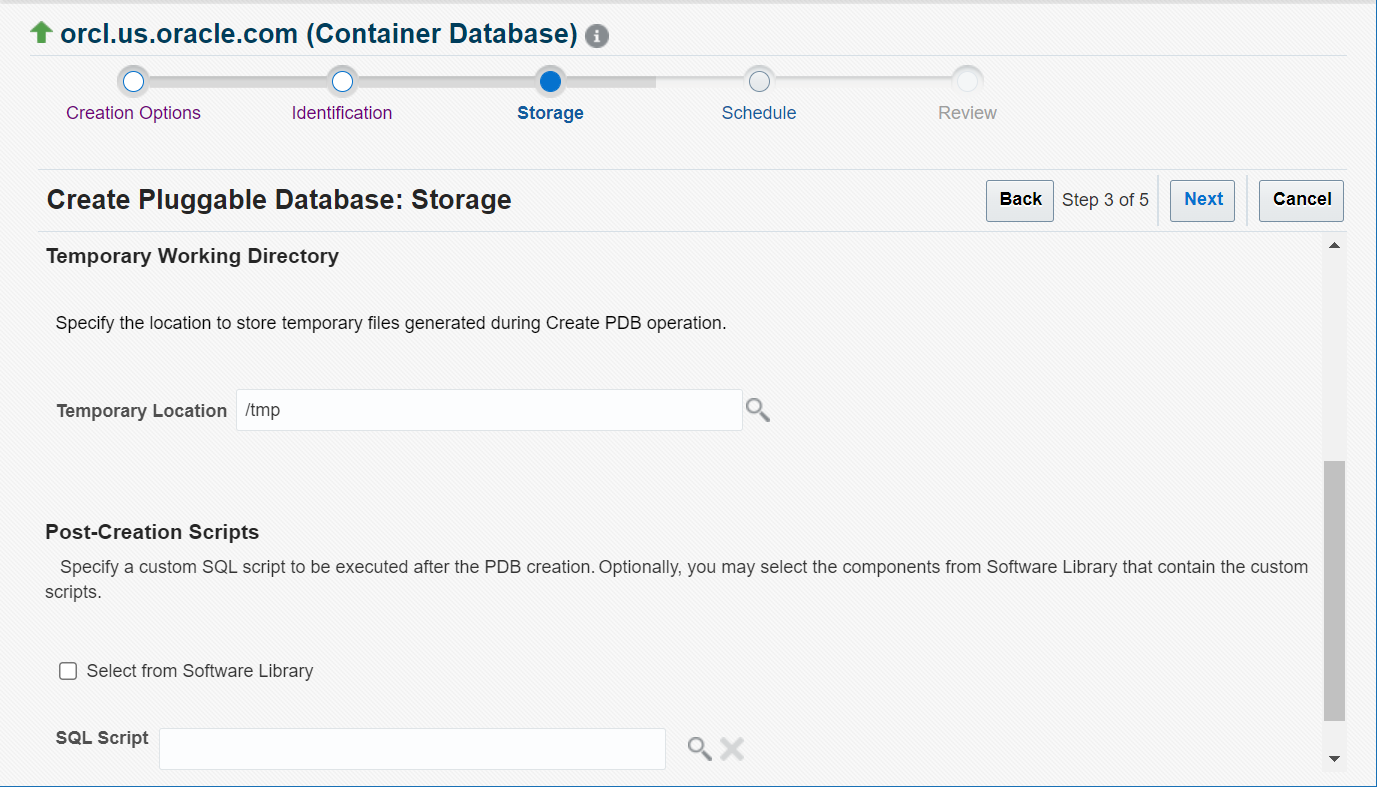 orcl.us.oracle.com (Container Database)
Creation Options
Identification
Storage
Schedule
Review
Create Pluggable Database: Storage
Back
Step 3 of 5
Next
Cancel
Temporary Working Directory
Specify the location to store temporary files generated during Create PDB operation.
Temporary Location
/tmp
Post-Creation Scripts
Specify a custom SQL script to be executed after the PDB creation. Optionally, you may select the components from Software Library that contain the custom
scripts.
Select from Software Library
SQL Script